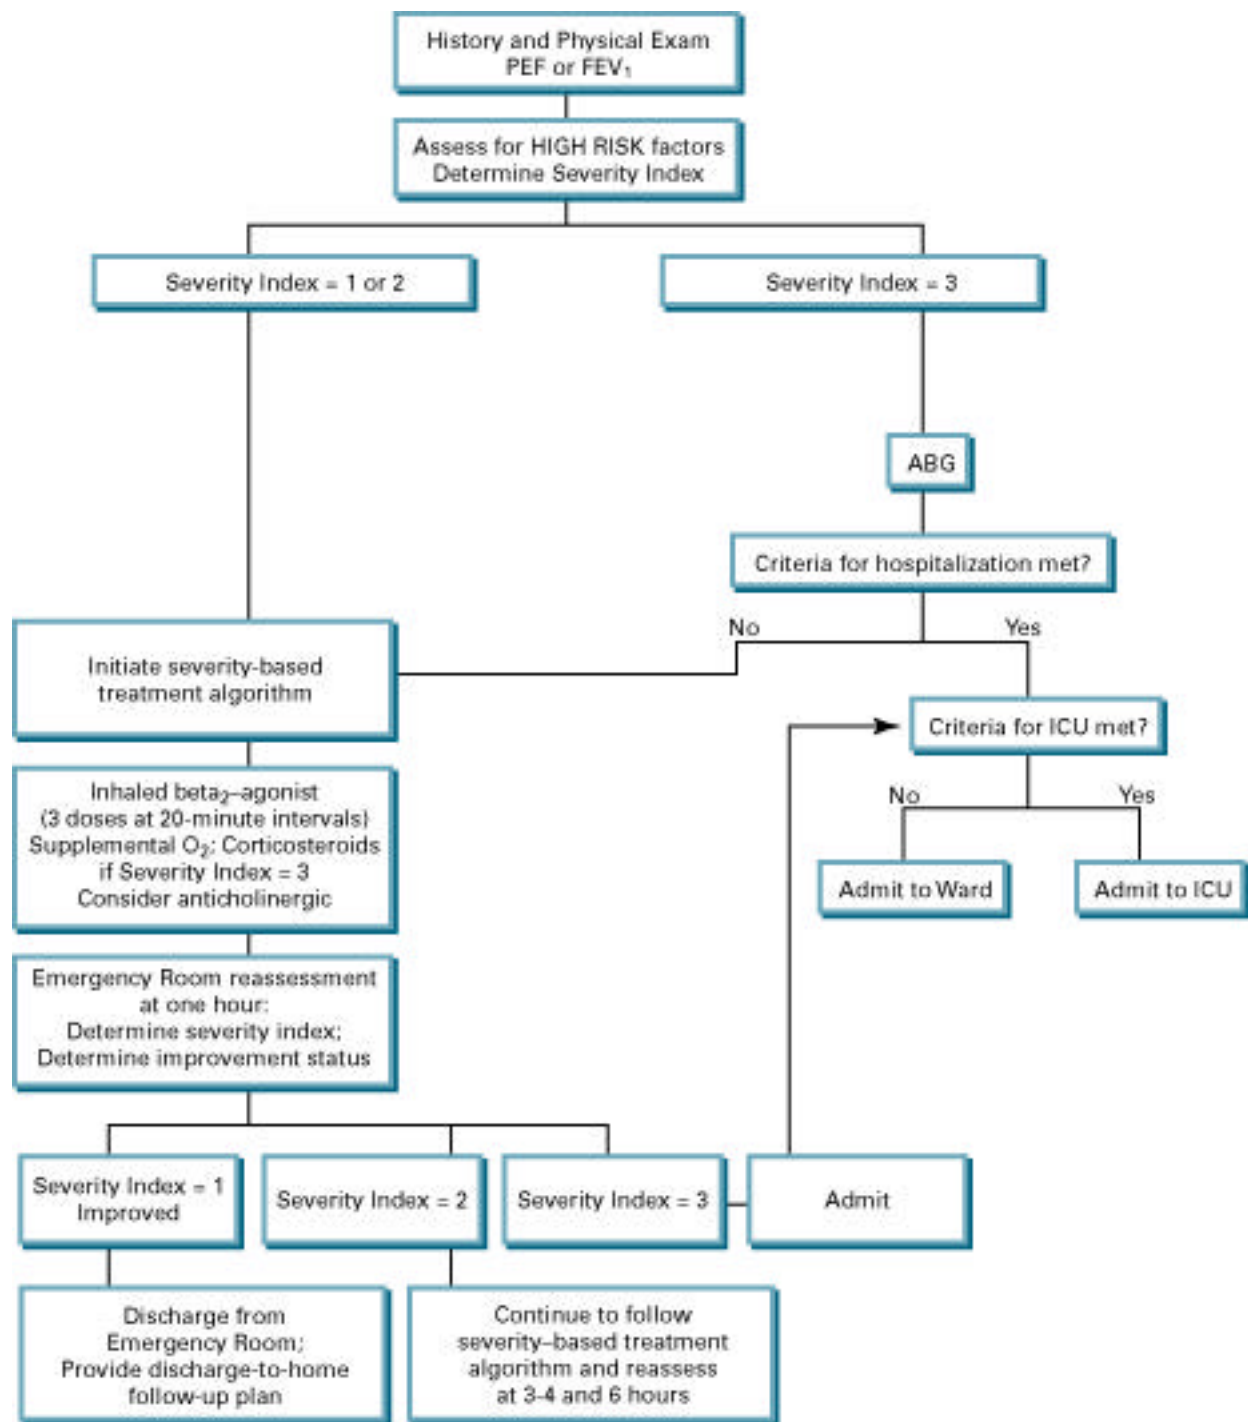 History and Physical Exam
PEF or FEV₁
Assess for HIGH RISK factors
Determine Severity Index
Severity Index = 1 or 2
Severity Index = 3
ABG
Criteria for hospitalization met?
No
Yes
Initiate severity-based
treatment algorithm
Criteria for ICU met?
No
Yes
Admit to Ward
Admit to ICU
Inhaled beta₂–agonist
(3 doses at 20-minute intervals)
Supplemental O₂; Corticosteroids
if Severity Index = 3
Consider anticholinergic
Emergency Room reassessment
at one hour:
Determine severity index;
Determine improvement status
Severity Index = 1
Improved
Severity Index = 2
Severity Index = 3
Admit
Discharge from
Emergency Room;
Provide discharge-to-home
follow-up plan
Continue to follow
severity–based treatment
algorithm and reassess
at 3-4 and 6 hours